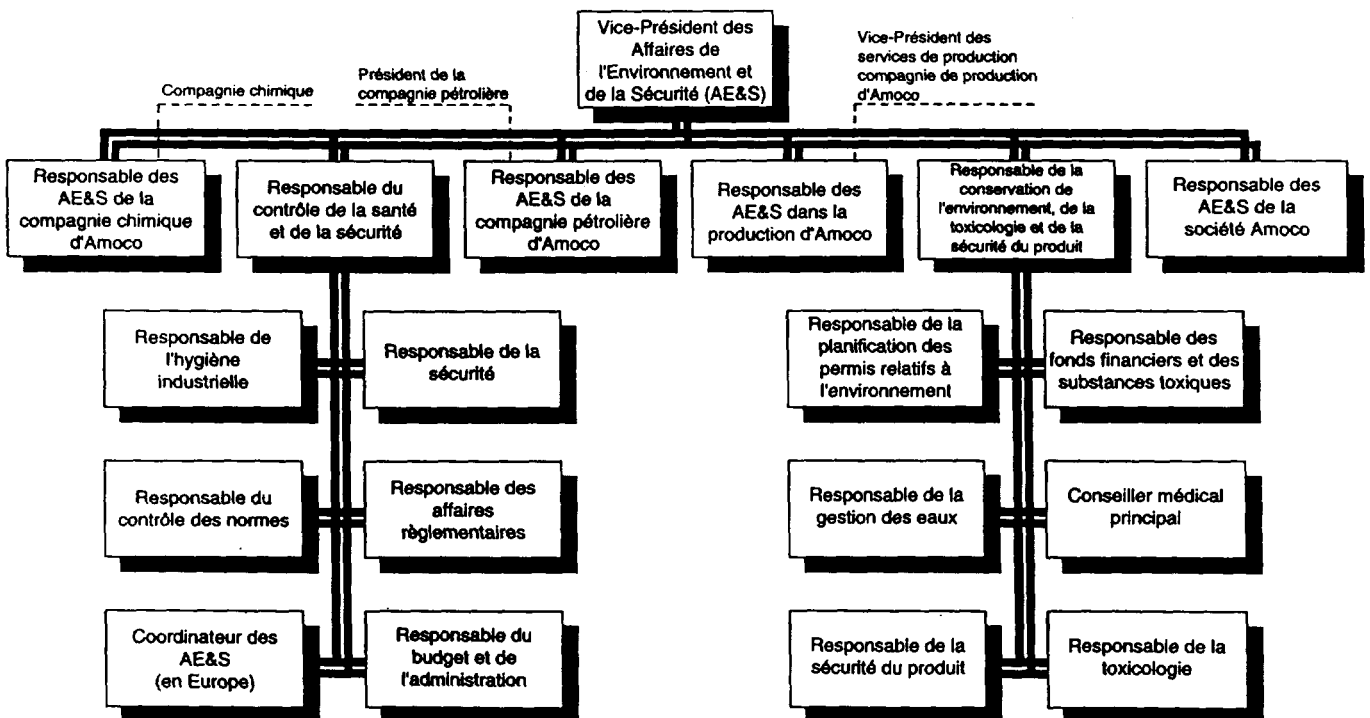 Vice-Président des
Affaires de
l'Environnement et
de la Sécurité (AE&S)
Compagnie chimique
Président de la
compagnie pétrolière
Vice-Président des
services de production
compagnie de production
d'Amoco
Responsable des
AE&S de la
compagnie chimique
d'Amoco
Responsable du
contrôle de la santé
et de la sécurité
Responsable des
AE&S de la
compagnie pétrolière
d'Amoco
Responsable des
AE&S dans la
production d'Amoco
Responsable de la
conservation de
l'environnement, de la
toxicologie et de la
sécurité du produit
Responsable des
AE&S de la
société Amoco
Responsable de
l'hygiène
industrielle
Responsable de la
sécurité
Responsable de la
planification des
permis relatifs à
l'environnement
Responsable des
fonds financiers et des
substances toxiques
Responsable du
contrôle des normes
Responsable des
affaires
règlementaires
Responsable de la
gestion des eaux
Conseiller médical
principal
Coordinateur des
AE&S
(en Europe)
Responsable du
budget et de
l'administration
Responsable de la
sécurité du produit
Responsable de la
toxicologie